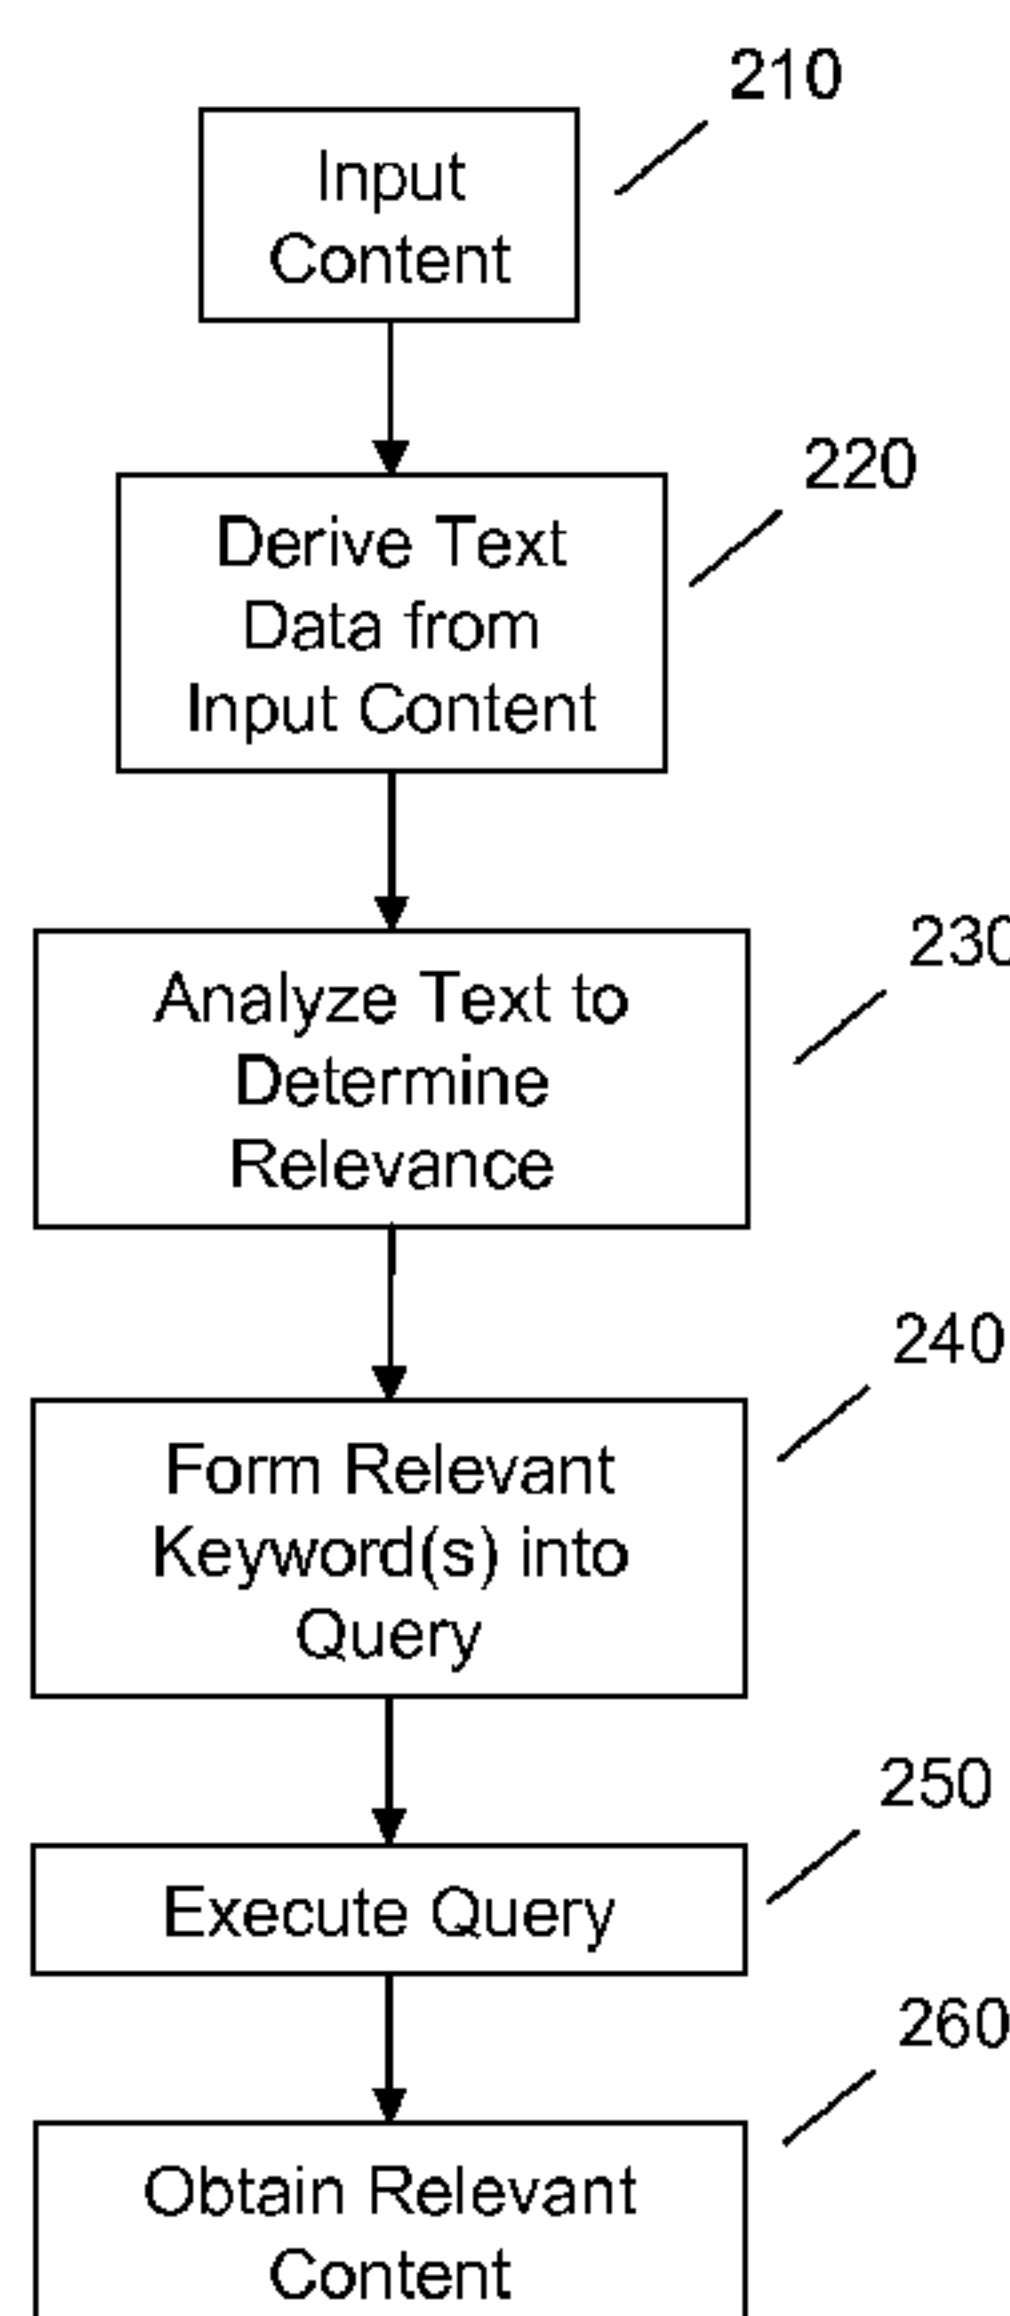 210
Input
Content
220
Derive Text
Data from
Input Content
230
Analyze Text to
Determine
Relevance
240
Form Relevant
Keyword(s) into
Query
250
Execute Query
260
Obtain Relevant
Content